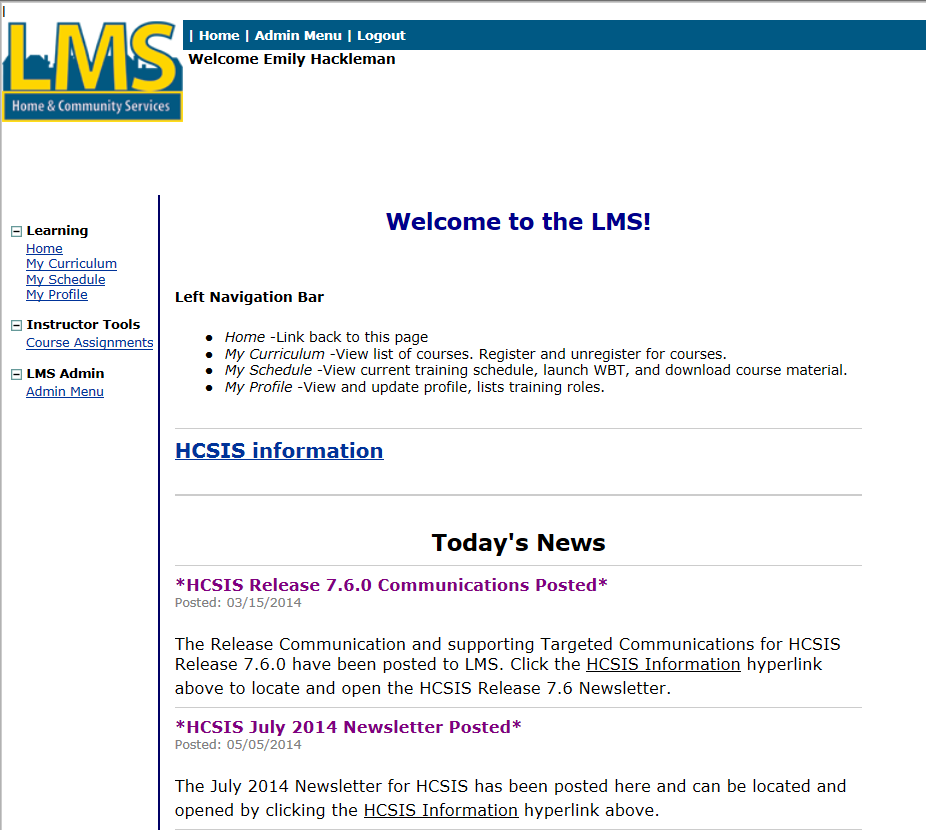 LMS
Home & Community Services
| Home | Admin Menu | Logout
Welcome Emily Hackleman
Learning
Home
My Curriculum
My Schedule
My Profile
Instructor Tools
Course Assignments
LMS Admin
Admin Menu
Welcome to the LMS!
Left Navigation Bar
● Home -Link back to this page
● My Curriculum -View list of courses. Register and unregister for courses.
● My Schedule -View current training schedule, launch WBT, and download course material.
● My Profile -View and update profile, lists training roles.
HCSIS information
Today's News
*HCSIS Release 7.6.0 Communications Posted*
Posted: 03/15/2014
The Release Communication and supporting Targeted Communications for HCSIS
Release 7.6.0 have been posted to LMS. Click the HCSIS Information hyperlink
above to locate and open the HCSIS Release 7.6 Newsletter.
*HCSIS July 2014 Newsletter Posted*
Posted: 05/05/2014
The July 2014 Newsletter for HCSIS has been posted here and can be located and
opened by clicking the HCSIS Information hyperlink above.